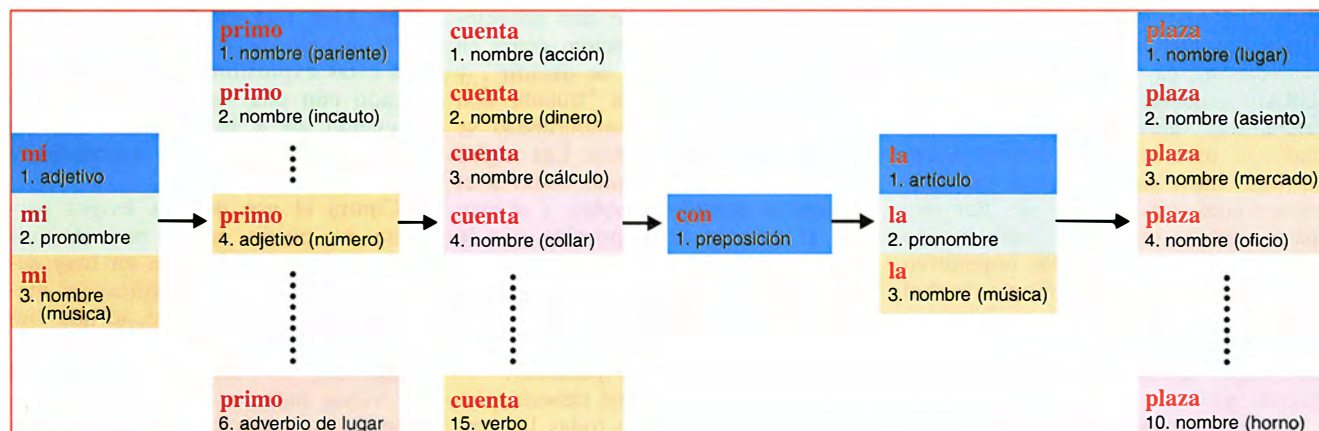 primo
1. nombre (pariente)
primo
2. nombre (incauto)
mi
1. adjetivo
mi
2. pronombre
mi
3. nombre
(música)
primo
4. adjetivo (número)
primo
6. adverbio de lugar
cuenta
1. nombre (acción)
cuenta
2. nombre (dinero)
cuenta
3. nombre (cálculo)
cuenta
4. nombre (collar)
cuenta
15. verbo
con
1. preposición
la
1. artículo
la
2. pronombre
la
3. nombre (música)
plaza
1. nombre (lugar)
plaza
2. nombre (asiento)
plaza
3. nombre (mercado)
plaza
4. nombre (oficio)
plaza
10. nombre (horno)